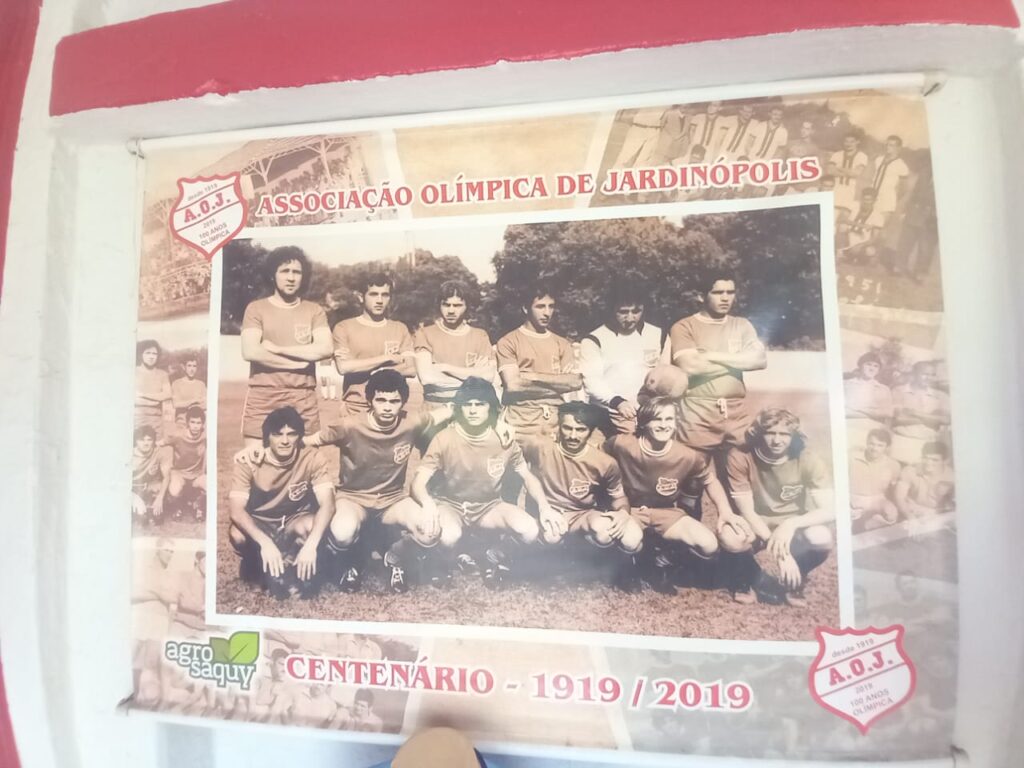 ASSOCIAÇÃO OLÍMPICA DE JARDINÓPOLIS
desde 1919
A.O.J.
2019
100 ANOS
OLÍMPICA
agro
saquy
CENTENÁRIO - 1919 / 2019
desde 1919
A.O.J.
2019
100 ANOS
OLÍMPICA